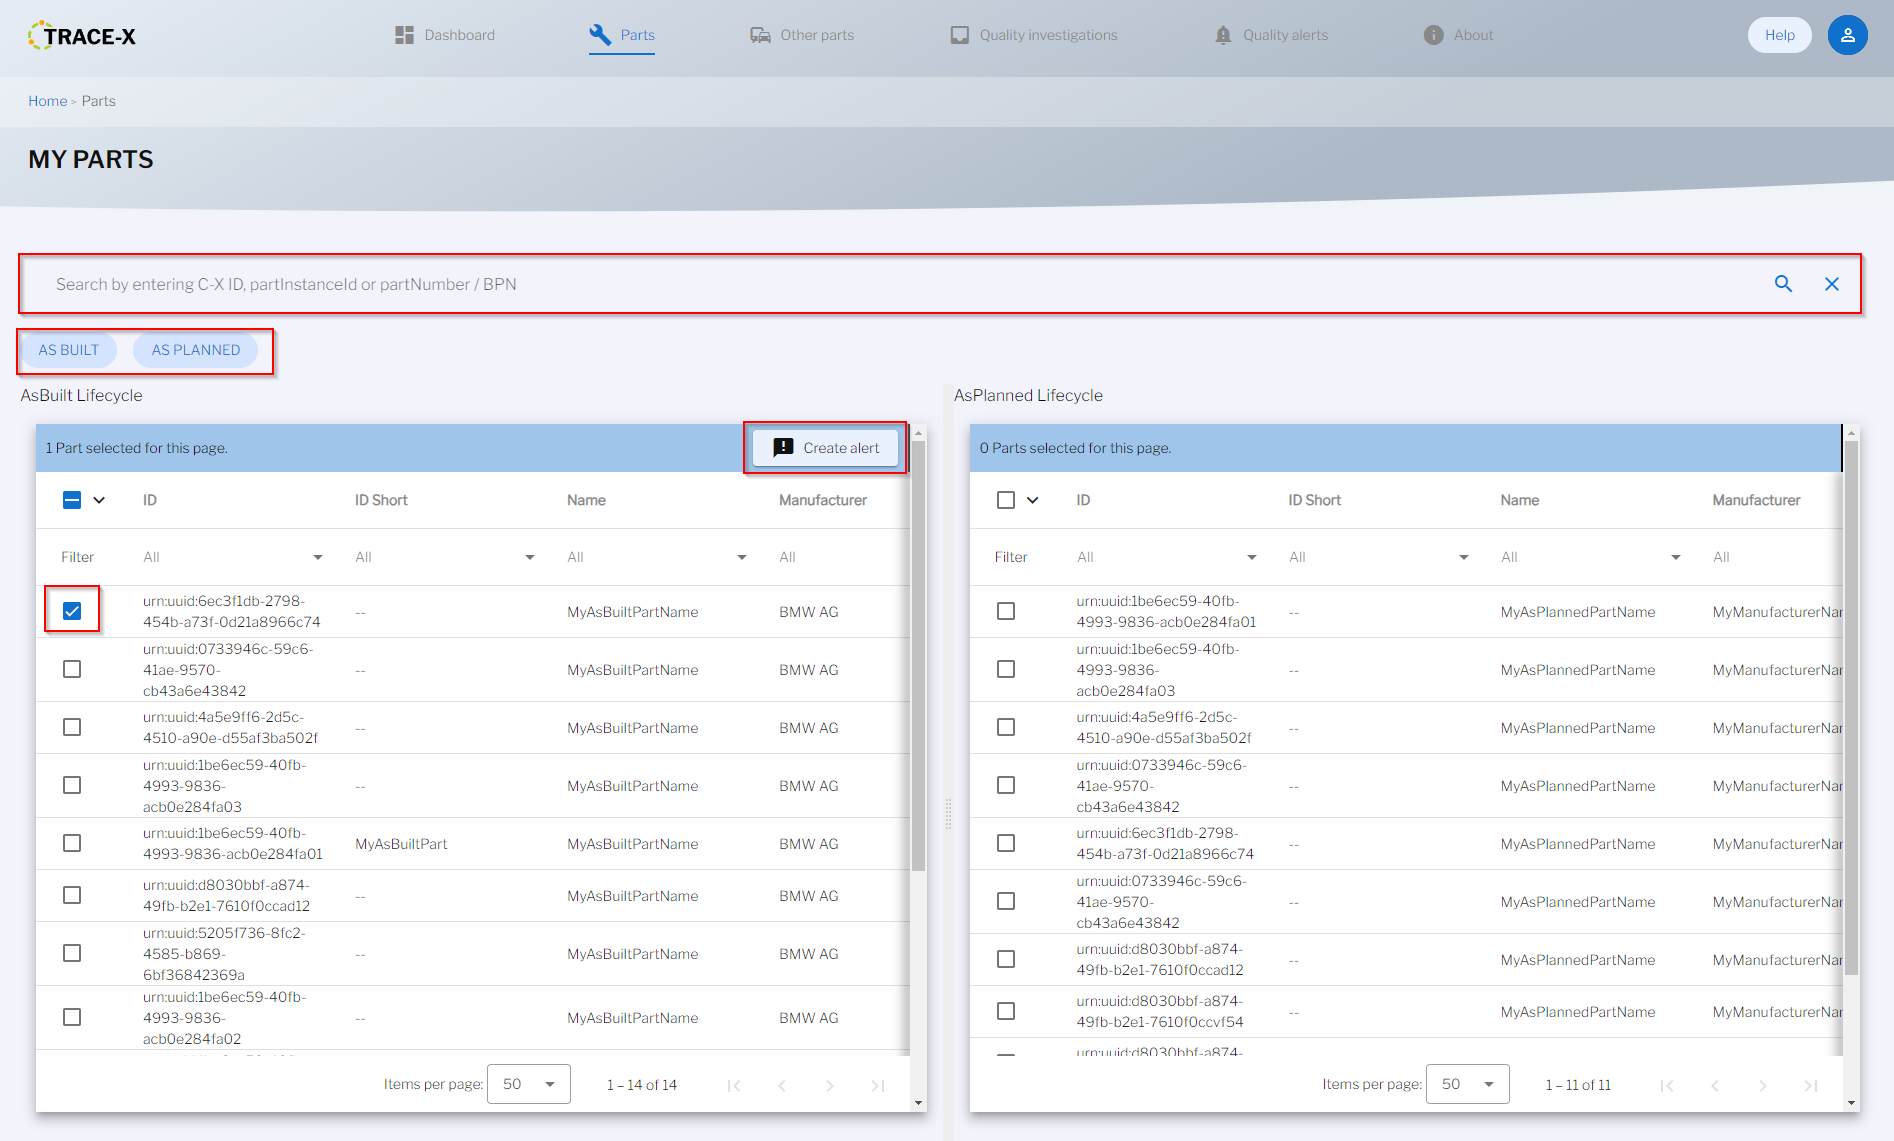 TRACE-X
Dashboard
Parts
Other parts
Quality investigations
Quality alerts
About
Help
Home > Parts
MY PARTS
Search by entering C-X ID, partInstanceId or partNumber / BPN
AS BUILT
AS PLANNED
AsBuilt Lifecycle
1 Part selected for this page.
Create alert
ID ID Short Name Manufacturer
Filter All All All All
urn:uuid:6ec3f1db-2798-
454b-a73f-0d21a8966c74
--
MyAsBuiltPartName
BMW AG
urn:uuid:0733946c-59c6-
41ae-9570-
cb43a6e43842
--
MyAsBuiltPartName
BMW AG
urn:uuid:4a5e9ff6-2d5c-
4510-a90e-d55af3ba502f
--
MyAsBuiltPartName
BMW AG
urn:uuid:1be6ec59-40fb-
4993-9836-
acb0e284fa03
--
MyAsBuiltPartName
BMW AG
urn:uuid:1be6ec59-40fb-
4993-9836-acb0e284fa01
MyAsBuiltPart
MyAsBuiltPartName
BMW AG
urn:uuid:d8030bbf-a874-
49fb-b2e1-7610f0ccad12
--
MyAsBuiltPartName
BMW AG
urn:uuid:5205f736-8fc2-
4585-b869-
6bf36842369a
--
MyAsBuiltPartName
BMW AG
urn:uuid:1be6ec59-40fb-
4993-9836-
acb0e284fa02
--
MyAsBuiltPartName
BMW AG
Items per page: 50 1 – 14 of 14
AsPlanned Lifecycle
0 Parts selected for this page.
ID ID Short Name Manufacturer
Filter All All All All
urn:uuid:1be6ec59-40fb-
4993-9836-acb0e284fa01
--
MyAsPlannedPartName
MyManufacturerNar
urn:uuid:1be6ec59-40fb-
4993-9836-
acb0e284fa03
--
MyAsPlannedPartName
MyManufacturerNar
urn:uuid:4a5e9ff6-2d5c-
4510-a90e-d55af3ba502f
--
MyAsPlannedPartName
MyManufacturerNar
urn:uuid:0733946c-59c6-
41ae-9570-
cb43a6e43842
--
MyAsPlannedPartName
MyManufacturerNar
urn:uuid:6ec3f1db-2798-
454b-a73f-0d21a8966c74
--
MyAsPlannedPartName
MyManufacturerNar
urn:uuid:0733946c-59c6-
41ae-9570-
cb43a6e43842
--
MyAsPlannedPartName
MyManufacturerNar
urn:uuid:d8030bbf-a874-
49fb-b2e1-7610f0ccad12
--
MyAsPlannedPartName
MyManufacturerNar
urn:uuid:d8030bbf-a874-
49fb-b2e1-7610f0ccvf54
--
MyAsPlannedPartName
MyManufacturerNar
urn:uuid:d8030bbf-a874-
Items per page: 50 1 – 11 of 11